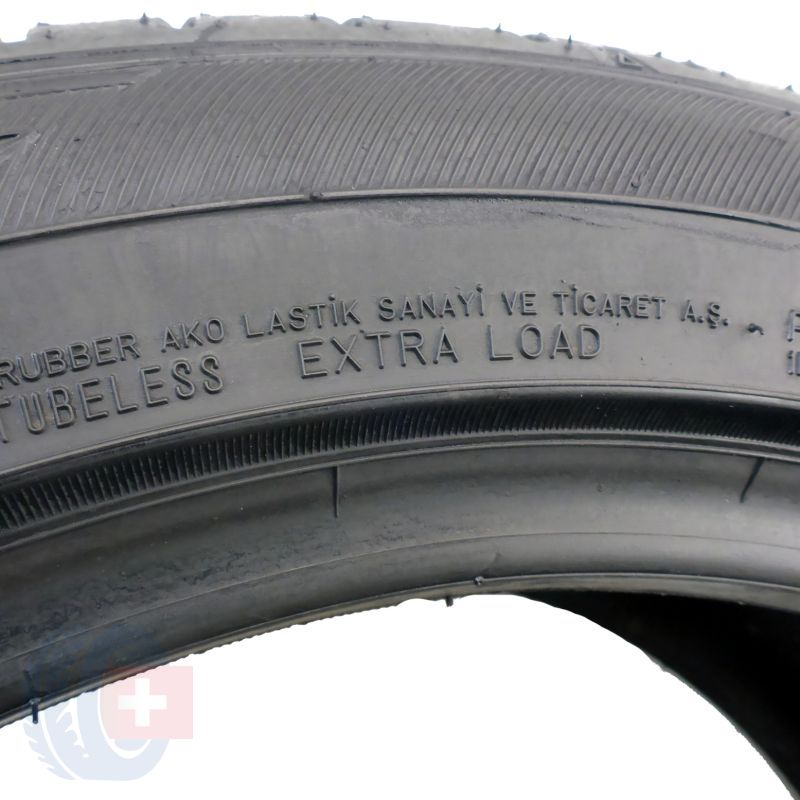 RUBBER AKO LASTİK SANAYİ VE TİCARET A.Ş.
TUBELESS EXTRA LOAD